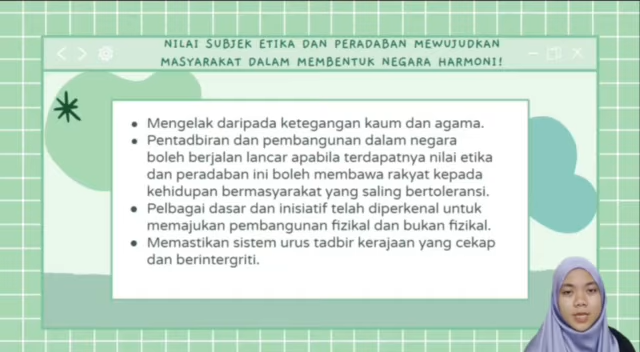 NILAI SUBJEK ETIKA DAN PERADABAN MEWUJUDKAN
MASYARAKAT DALAM MEMBENTUK NEGARA HARMONI!
• Mengelak daripada ketegangan kaum dan agama.
• Pentadbiran dan pembangunan dalam negara
boleh berjalan lancar apabila terdapatnya nilai etika
dan peradaban ini boleh membawa rakyat kepada
kehidupan bermasyarakat yang saling bertoleransi.
• Pelbagai dasar dan inisiatif telah diperkenal untuk
memajukan pembangunan fizikal dan bukan fizikal.
• Memastikan sistem urus tadbir kerajaan yang cekap
dan berintergriti.